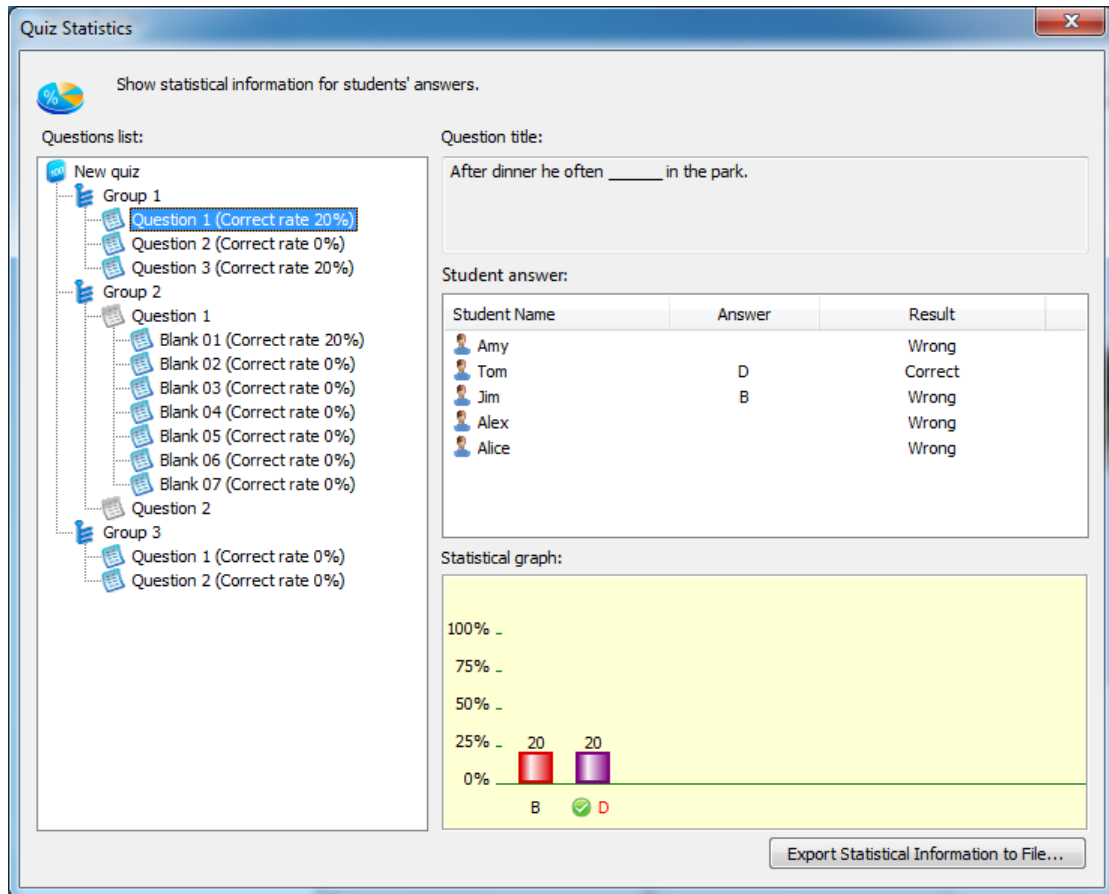 Quiz Statistics
Show statistical information for students' answers.
Questions list:
New quiz
Group 1
Question 1 (Correct rate 20%)
Question 2 (Correct rate 0%)
Question 3 (Correct rate 20%)
Group 2
Question 1
Blank 01 (Correct rate 20%)
Blank 02 (Correct rate 0%)
Blank 03 (Correct rate 0%)
Blank 04 (Correct rate 0%)
Blank 05 (Correct rate 0%)
Blank 06 (Correct rate 0%)
Blank 07 (Correct rate 0%)
Question 2
Group 3
Question 1 (Correct rate 0%)
Question 2 (Correct rate 0%)
Question title:
After dinner he often ______ in the park.
Student answer:
Student Name Answer Result
Amy Wrong
Tom D Correct
Jim B Wrong
Alex Wrong
Alice Wrong
Statistical graph:
100%
75%
50%
25% 20 20
0%
B D
Export Statistical Information to File...